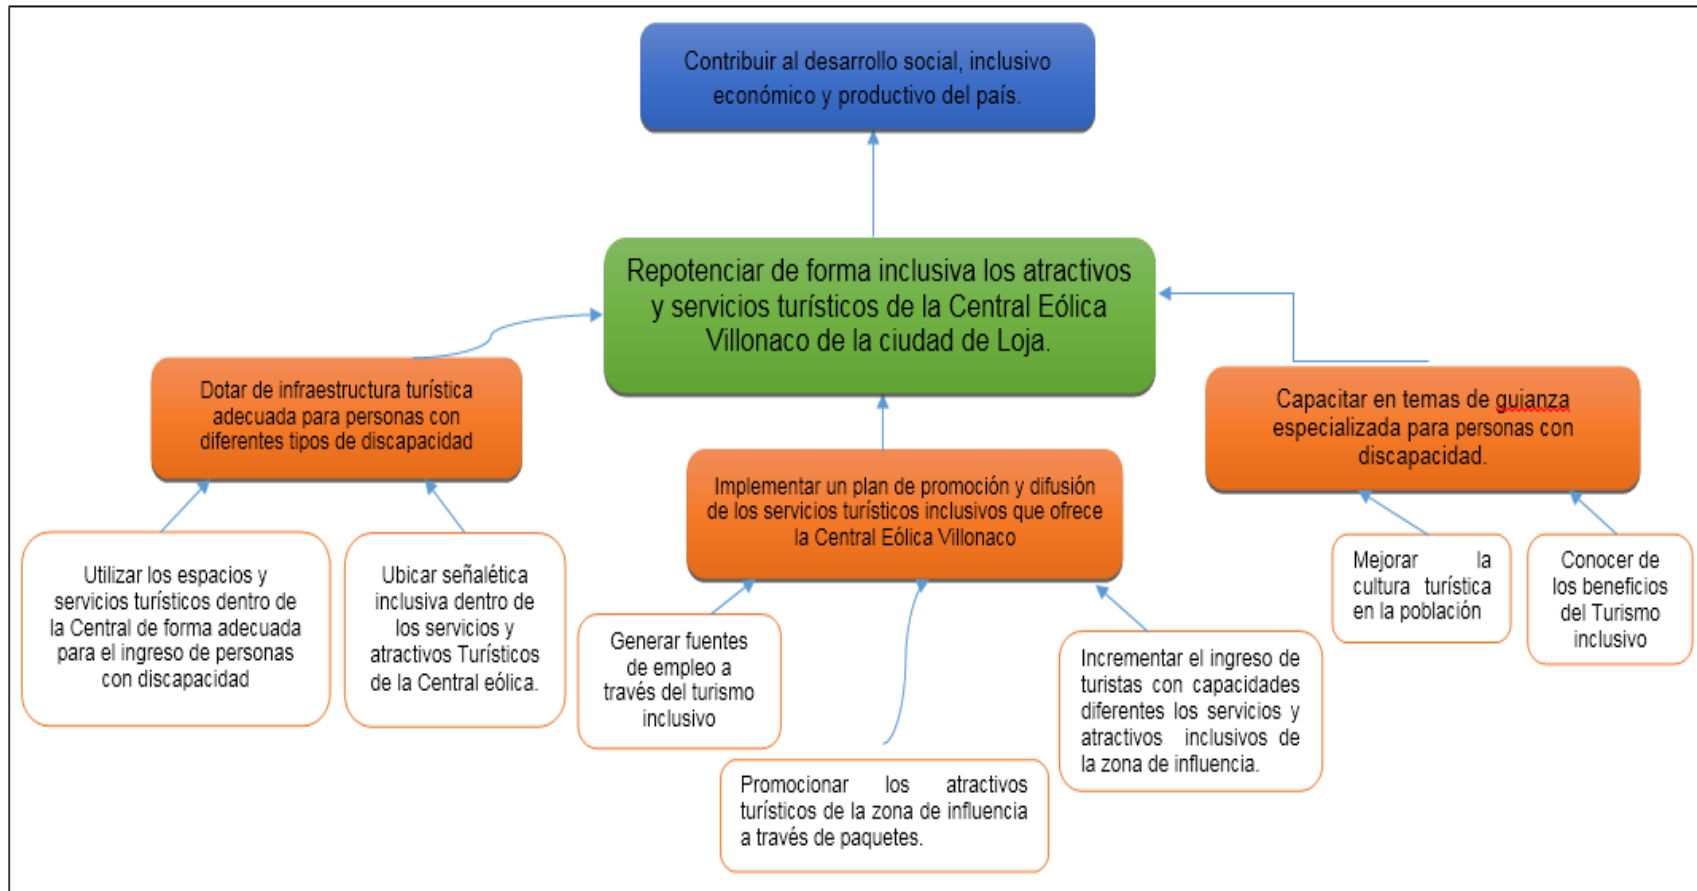 Contribuir al desarrollo social, inclusivo
económico y productivo del país.
Repotenciar de forma inclusiva los atractivos
y servicios turísticos de la Central Eólica
Villonaco de la ciudad de Loja.
Dotar de infraestructura turística
adecuada para personas con
diferentes tipos de discapacidad
Implementar un plan de promoción y difusión
de los servicios turísticos inclusivos que ofrece
la Central Eólica Villonaco
Capacitar en temas de guianza
especializada para personas con
discapacidad.
Utilizar los espacios y
servicios turísticos dentro de
la Central de forma adecuada
para el ingreso de personas
con discapacidad
Ubicar señalética
inclusiva dentro de
los servicios y
atractivos Turísticos
de la Central eólica.
Generar fuentes
de empleo a
través del turismo
inclusivo
Promocionar los atractivos
turísticos de la zona de influencia
a través de paquetes.
Incrementar el ingreso de
turistas con capacidades
diferentes los servicios y
atractivos inclusivos de
la zona de influencia.
Mejorar la
cultura turística
en la población
Conocer de
los beneficios
del Turismo
inclusivo